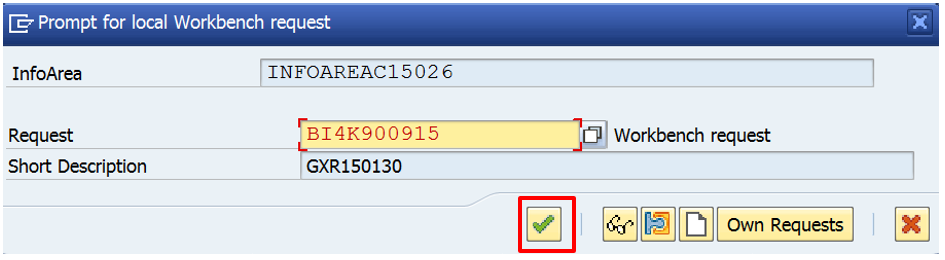 Prompt for local Workbench request
InfoArea INFOAREAC15026
Request BI4K900915 Workbench request
Short Description GXR150130
Own Requests